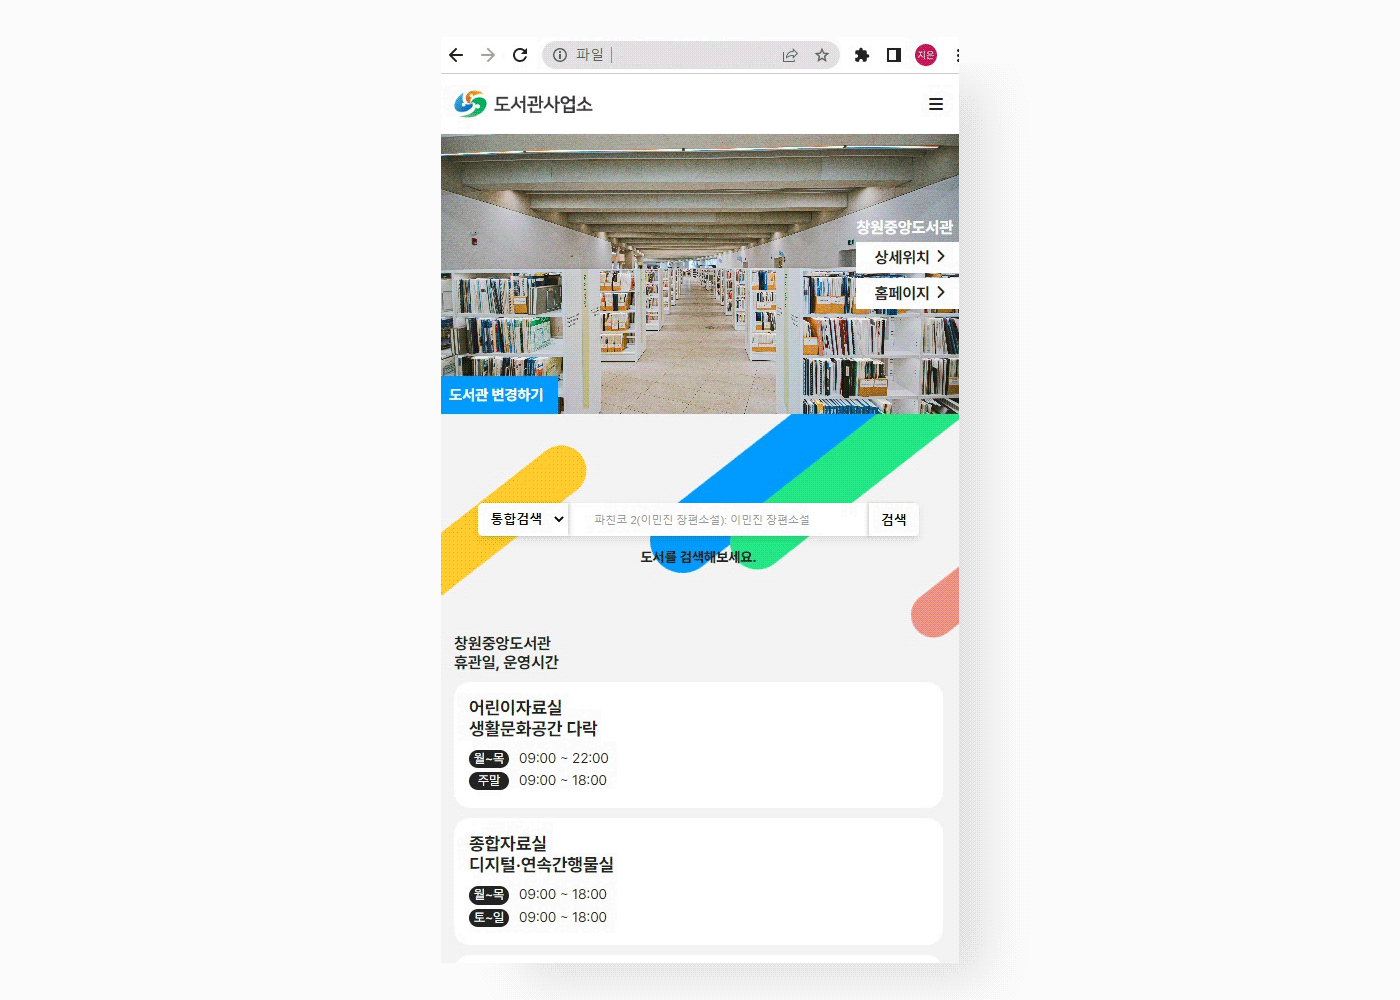 파일
지은
도서관사업소
창원중앙도서관
상세위치
홈페이지
도서관 변경하기
통합검색
파친코 2(이민진 장편소설): 이민진 장편소설
검색
도서를 검색해보세요.
창원중앙도서관
휴관일, 운영시간
어린이자료실
생활문화공간 다락
월~목 09:00 ~ 22:00
주말 09:00 ~ 18:00
종합자료실
디지털·연속간행물실
월~목 09:00 ~ 18:00
토~일 09:00 ~ 18:00